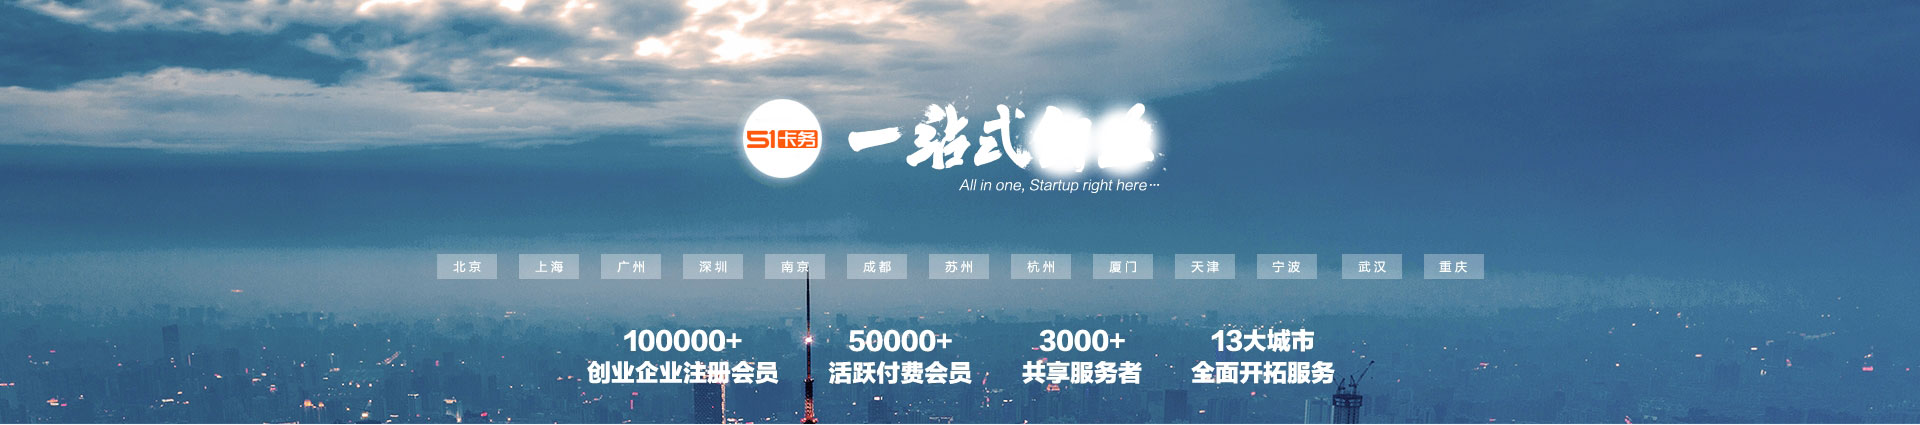 51卡务
一站式
All in one, Startup right here…
北京 上海 广州 深圳 南京 成都 苏州 杭州 厦门 天津 宁波 武汉 重庆
100000+ 50000+ 3000+ 13大城市
创业企业注册会员 活跃付费会员 共享服务者 全面开拓服务